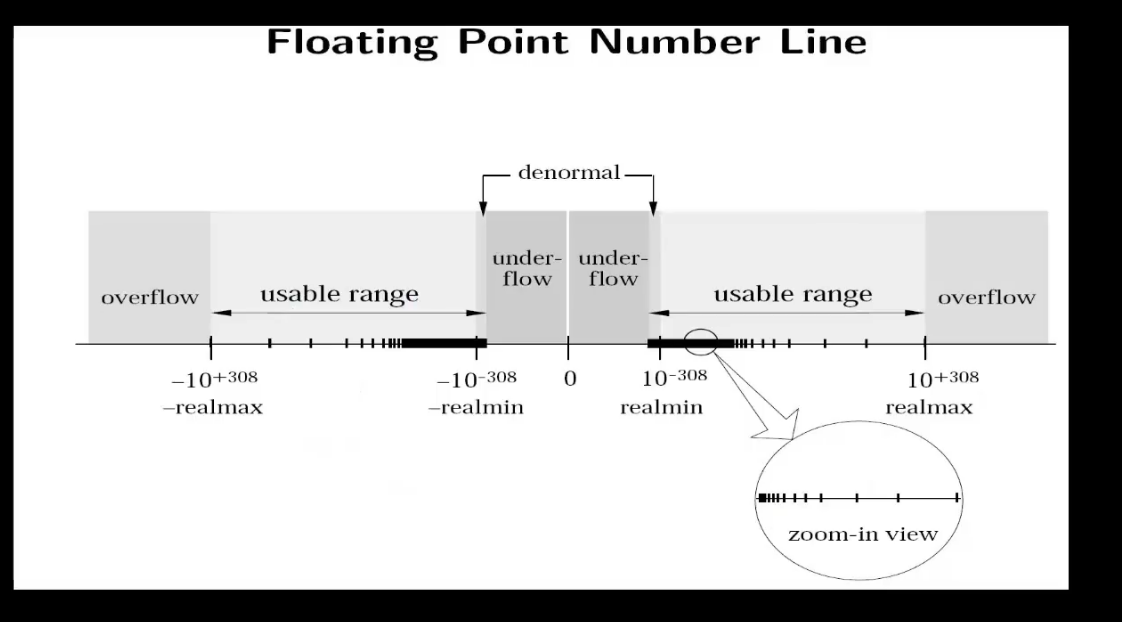 Floating Point Number Line
denormal
under-
flow
under-
flow
overflow
usable range
usable range
overflow
–10+308
–10-308
0
10-308
10+308
–realmax
–realmin
realmin
realmax
zoom-in view